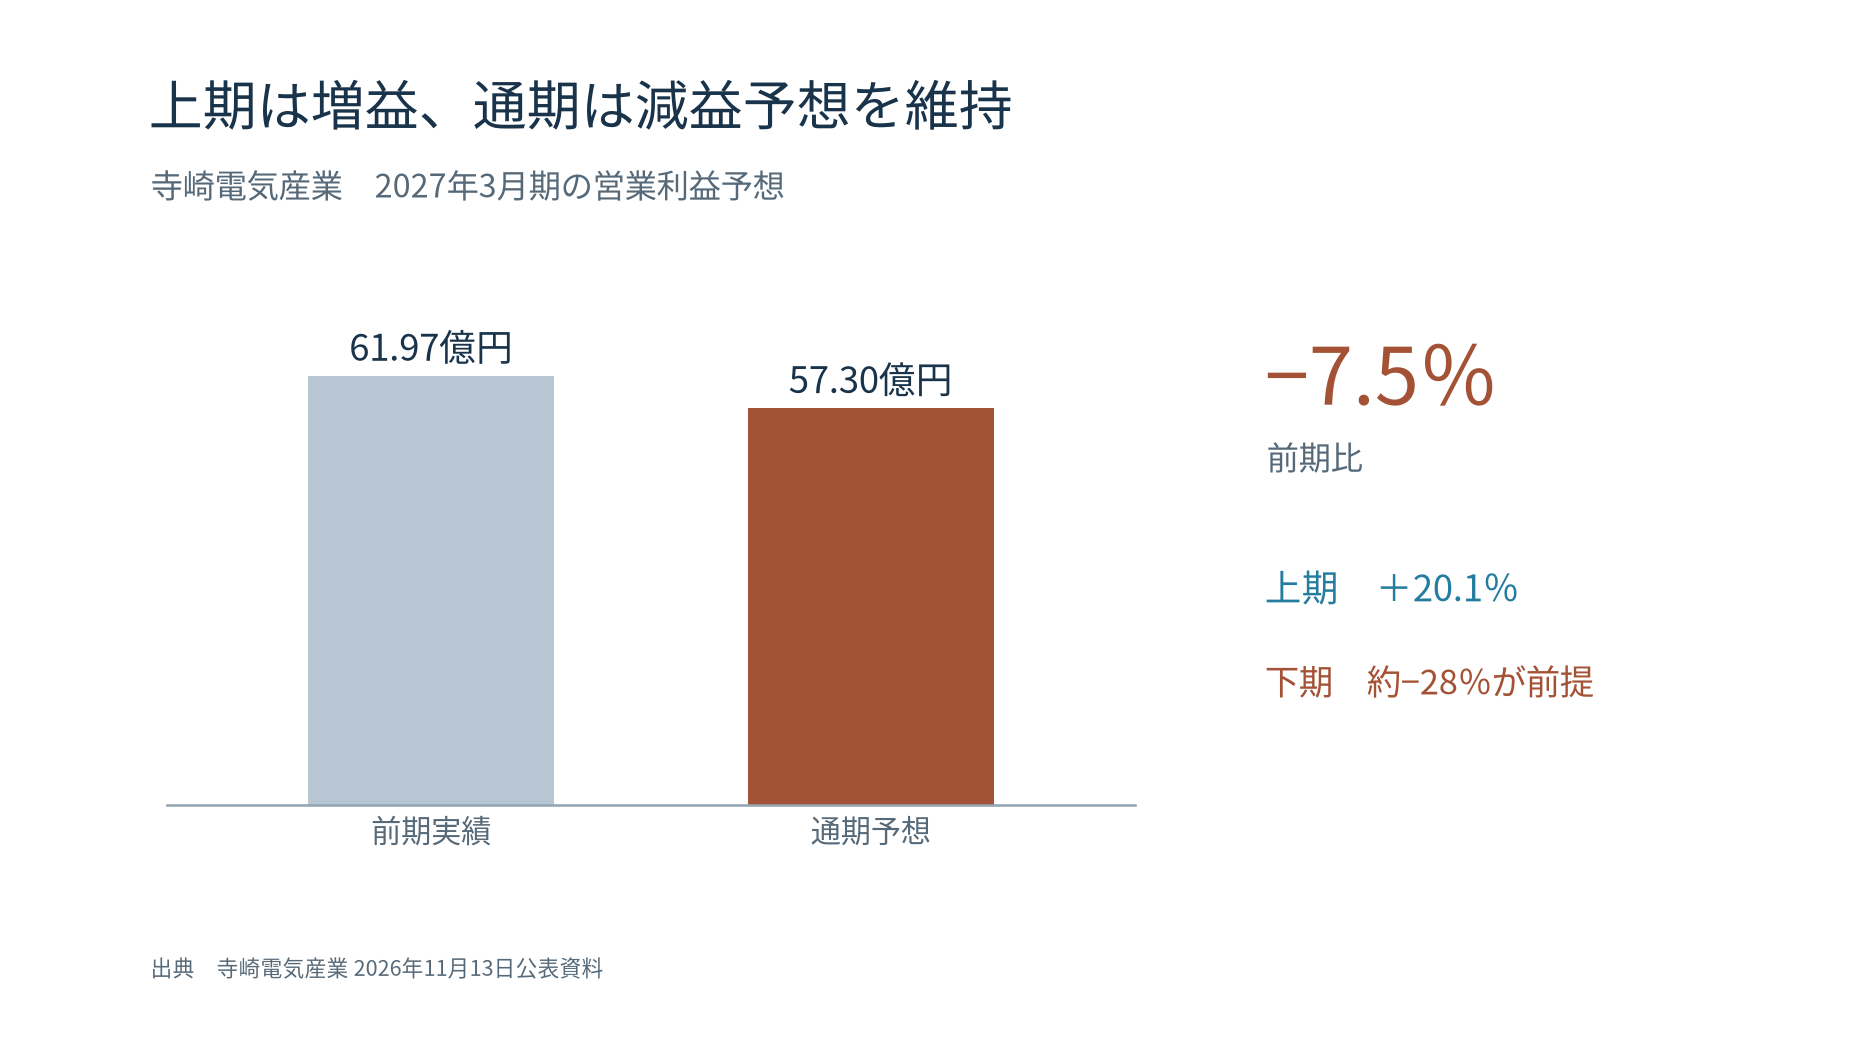 上期は増益、通期は減益予想を維持
寺崎電気産業　2027年3月期の営業利益予想
61.97億円
57.30億円
前期実績
通期予想
−7.5%
前期比
上期　＋20.1%
下期　約−28%が前提
出典　寺崎電気産業 2026年11月13日公表資料